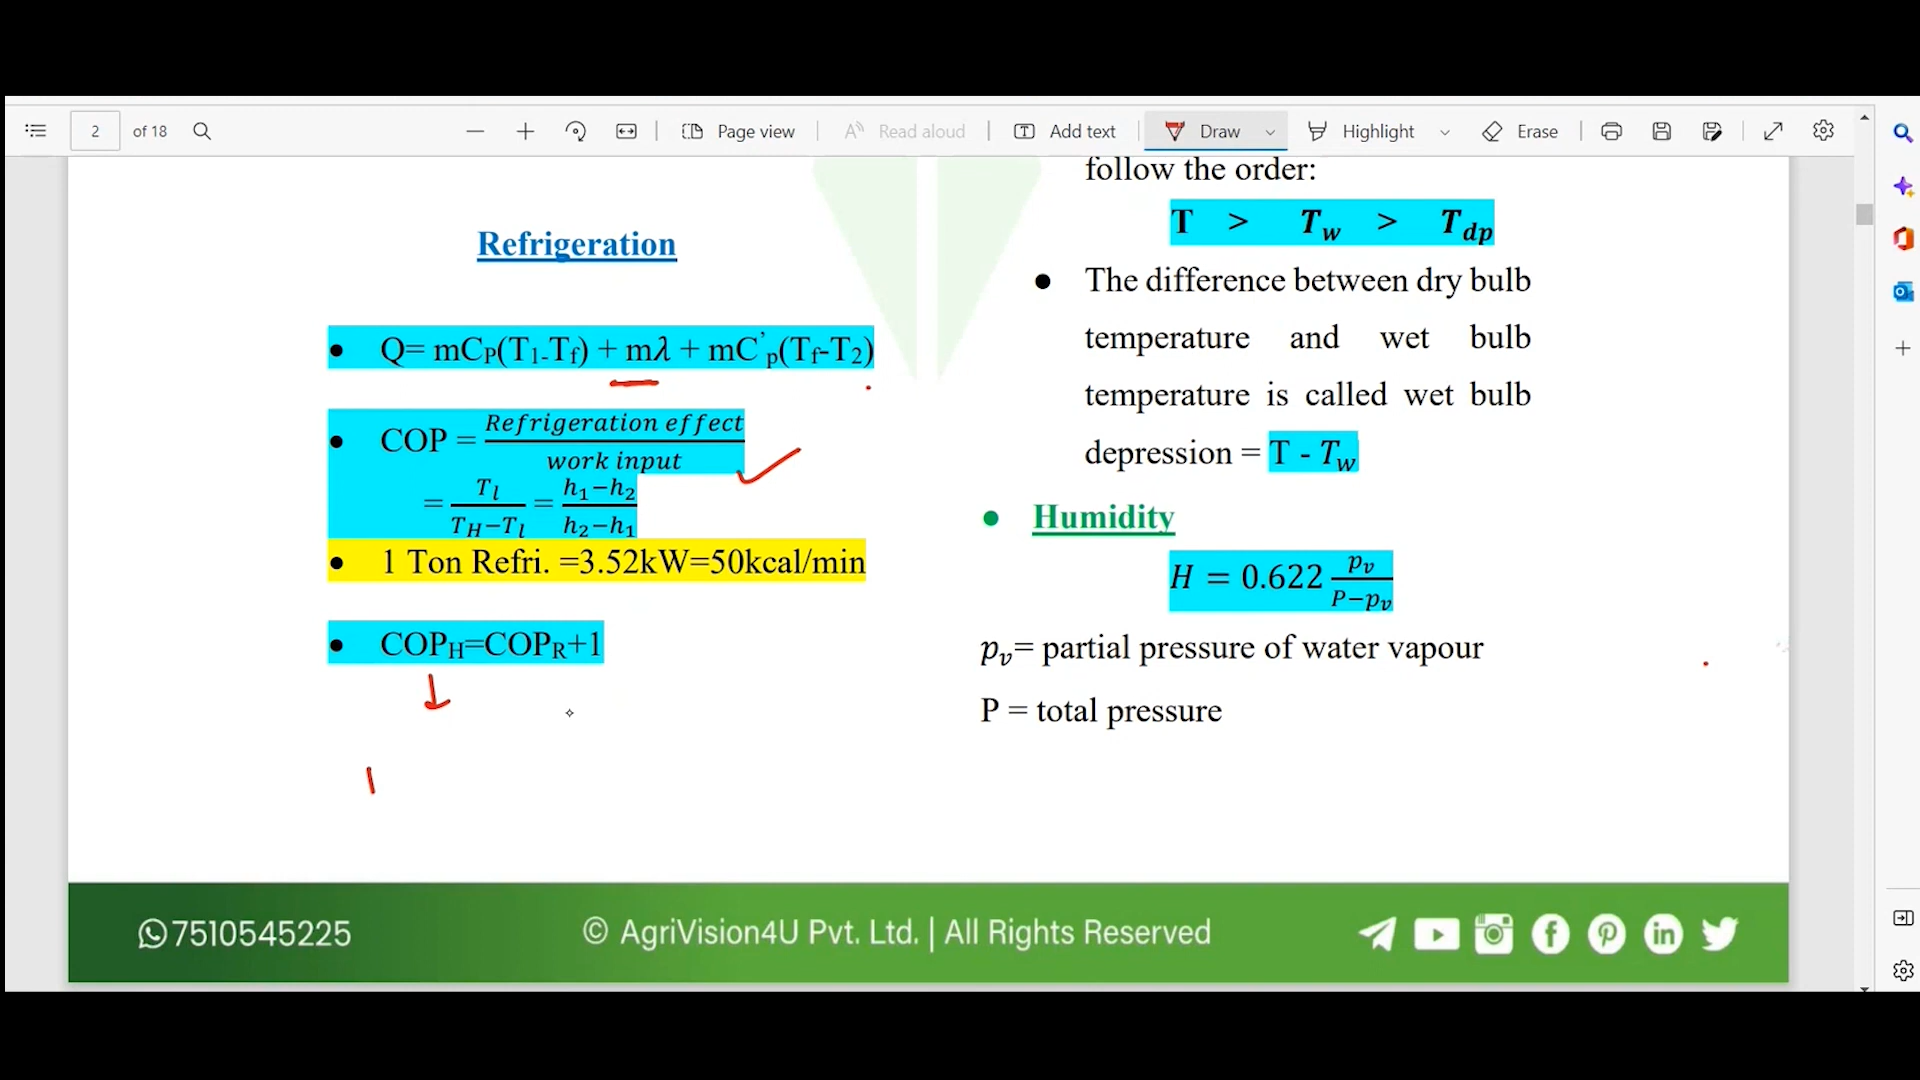 2 of 18 Page view Read aloud Add text Draw Highlight Erase
Refrigeration
• Q= mCP(T1-Tf) + mλ + mC’p(Tf-T2)
• COP = Refrigeration effect / work input
= Tl / TH−Tl = h1−h2 / h2−h1
• 1 Ton Refri. =3.52kW=50kcal/min
• COPH=COPR+1
follow the order:
T > Tw > Tdp
• The difference between dry bulb
temperature and wet bulb
temperature is called wet bulb
depression = T - Tw
• Humidity
H = 0.622 pv / P−pv
pv= partial pressure of water vapour
P = total pressure
7510545225 © AgriVision4U Pvt. Ltd. | All Rights Reserved